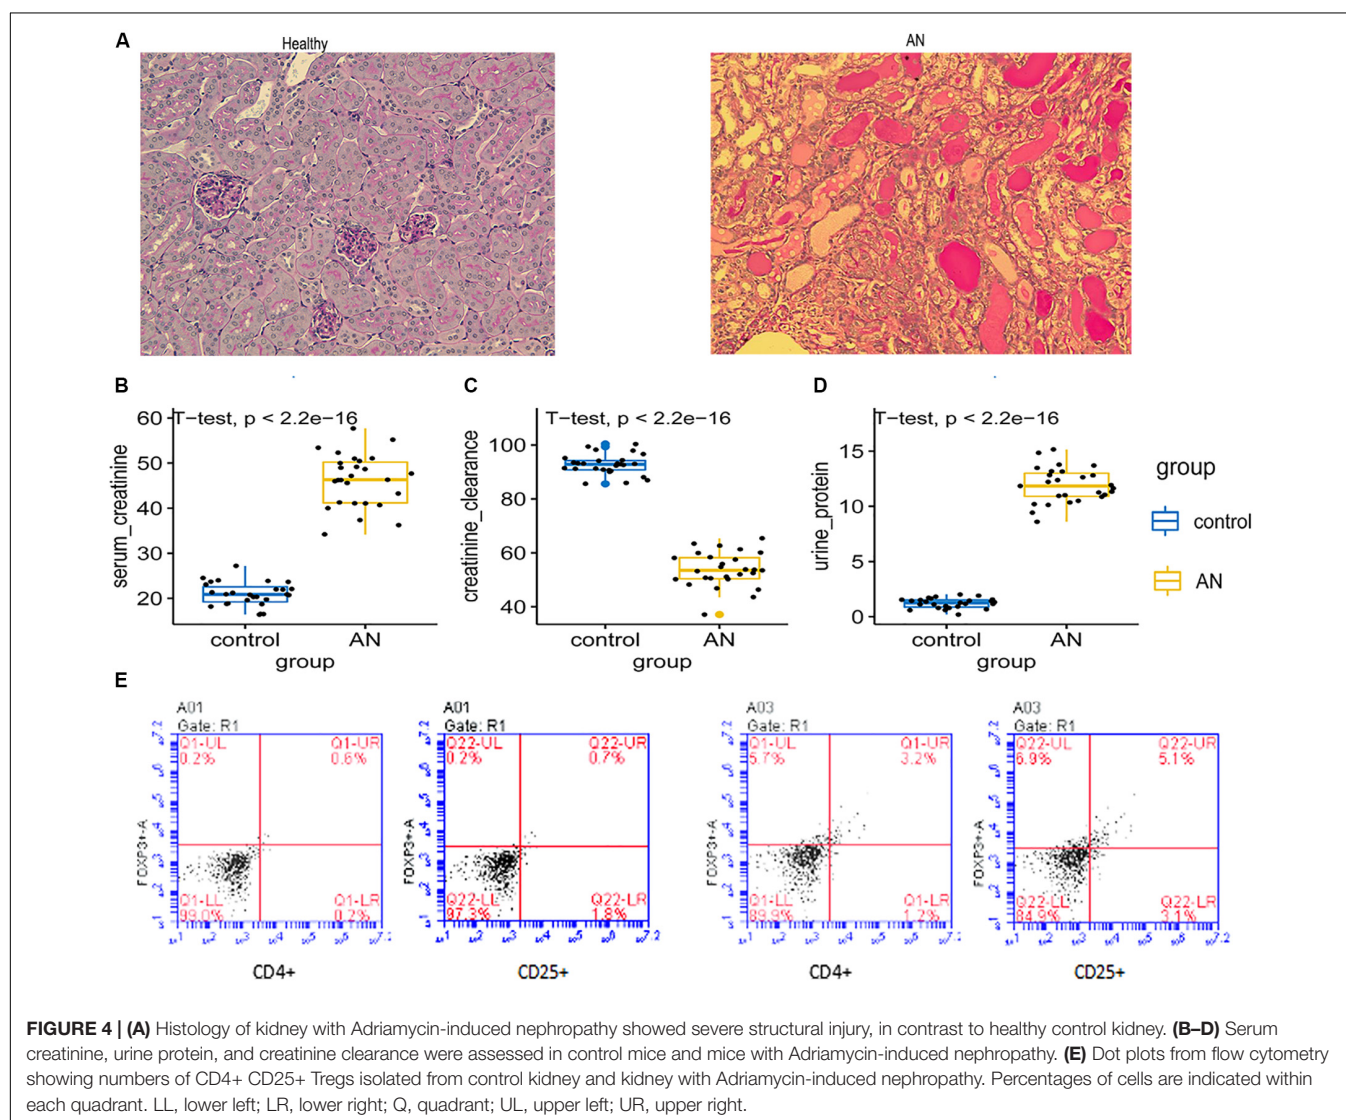 A
Healthy
AN
B
T-test, p < 2.2e-16
serum_creatinine
60
50
40
30
20
control
AN
group
C
T-test, p < 2.2e-16
creatinine_clearance
100
80
60
40
control
AN
group
D
T-test, p < 2.2e-16
urine_protein
15
10
5
0
control
AN
group
group
control
AN
E
A01
Gate: R1
Q1-UL
0.2%
Q1-UR
0.6%
Q1-LL
99.0%
Q1-LR
0.2%
FOXP3+-A
CD4+
A01
Gate: R1
Q22-UL
0.2%
Q22-UR
0.7%
Q22-LL
97.3%
Q22-LR
1.8%
FOXP3+-A
CD25+
A03
Gate: R1
Q1-UL
5.7%
Q1-UR
3.2%
Q1-LL
89.9%
Q1-LR
1.2%
FOXP3+-A
CD4+
A03
Gate: R1
Q22-UL
6.9%
Q22-UR
5.1%
Q22-LL
84.9%
Q22-LR
3.1%
FOXP3+-A
CD25+
FIGURE 4 | (A) Histology of kidney with Adriamycin-induced nephropathy showed severe structural injury, in contrast to healthy control kidney. (B–D) Serum
creatinine, urine protein, and creatinine clearance were assessed in control mice and mice with Adriamycin-induced nephropathy. (E) Dot plots from flow cytometry
showing numbers of CD4+ CD25+ Tregs isolated from control kidney and kidney with Adriamycin-induced nephropathy. Percentages of cells are indicated within
each quadrant. LL, lower left; LR, lower right; Q, quadrant; UL, upper left; UR, upper right.